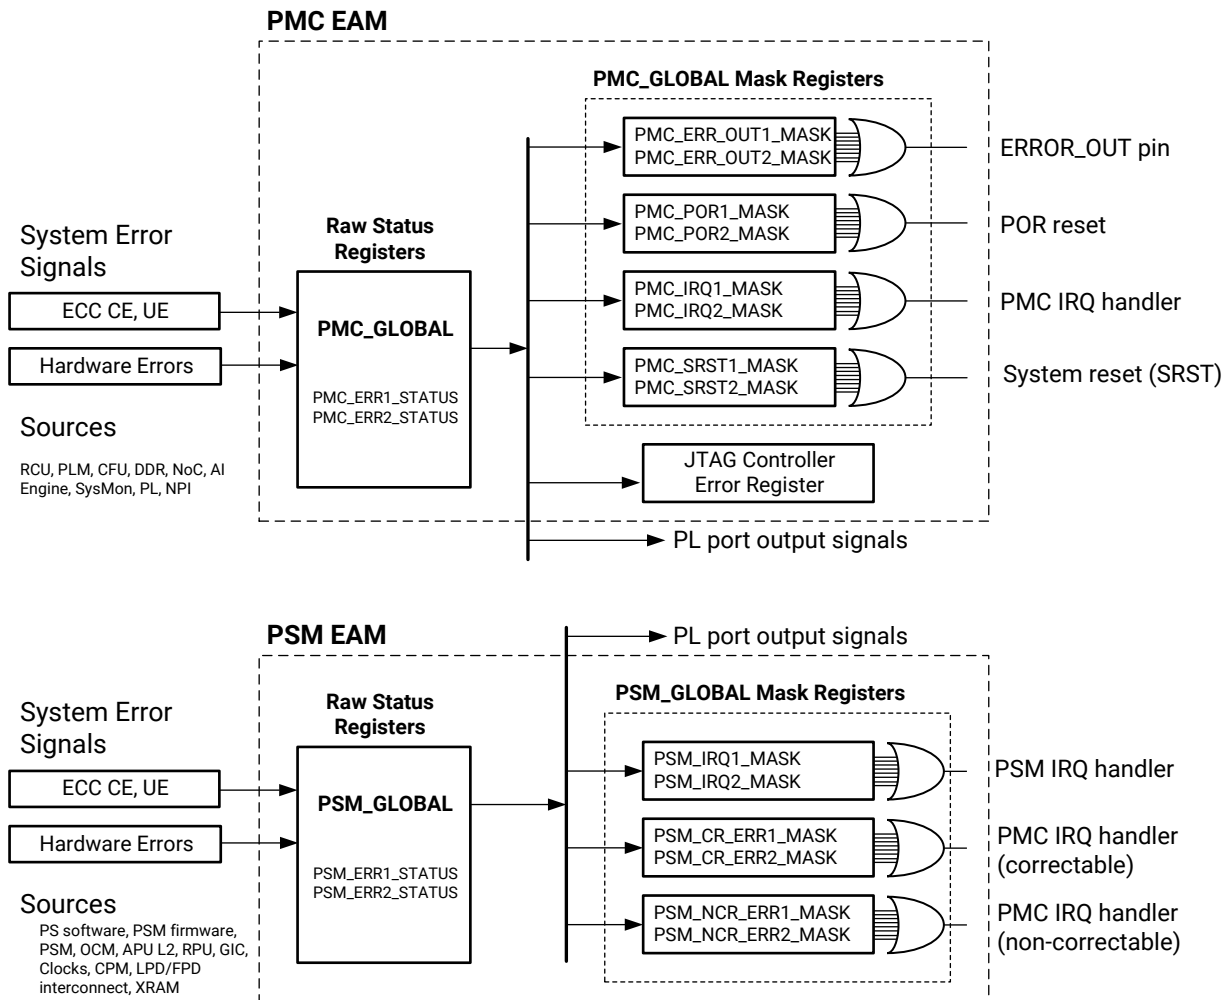 PMC EAM
PMC_GLOBAL Mask Registers
PMC_ERR_OUT1_MASK
PMC_ERR_OUT2_MASK
ERROR_OUT pin
System Error
Signals
Raw Status
Registers
PMC_POR1_MASK
PMC_POR2_MASK
POR reset
ECC CE, UE
PMC_GLOBAL
PMC_IRQ1_MASK
PMC_IRQ2_MASK
PMC IRQ handler
Hardware Errors
PMC_ERR1_STATUS
PMC_ERR2_STATUS
PMC_SRST1_MASK
PMC_SRST2_MASK
System reset (SRST)
Sources
RCU, PLM, CFU, DDR, NoC, AI
Engine, SysMon, PL, NPI
JTAG Controller
Error Register
PL port output signals
PSM EAM
PL port output signals
System Error
Signals
Raw Status
Registers
PSM_GLOBAL Mask Registers
ECC CE, UE
PSM_GLOBAL
PSM_IRQ1_MASK
PSM_IRQ2_MASK
PSM IRQ handler
Hardware Errors
PSM_ERR1_STATUS
PSM_ERR2_STATUS
PSM_CR_ERR1_MASK
PSM_CR_ERR2_MASK
PMC IRQ handler
(correctable)
Sources
PS software, PSM firmware,
PSM, OCM, APU L2, RPU, GIC,
Clocks, CPM, LPD/FPD
interconnect, XRAM
PSM_NCR_ERR1_MASK
PSM_NCR_ERR2_MASK
PMC IRQ handler
(non-correctable)